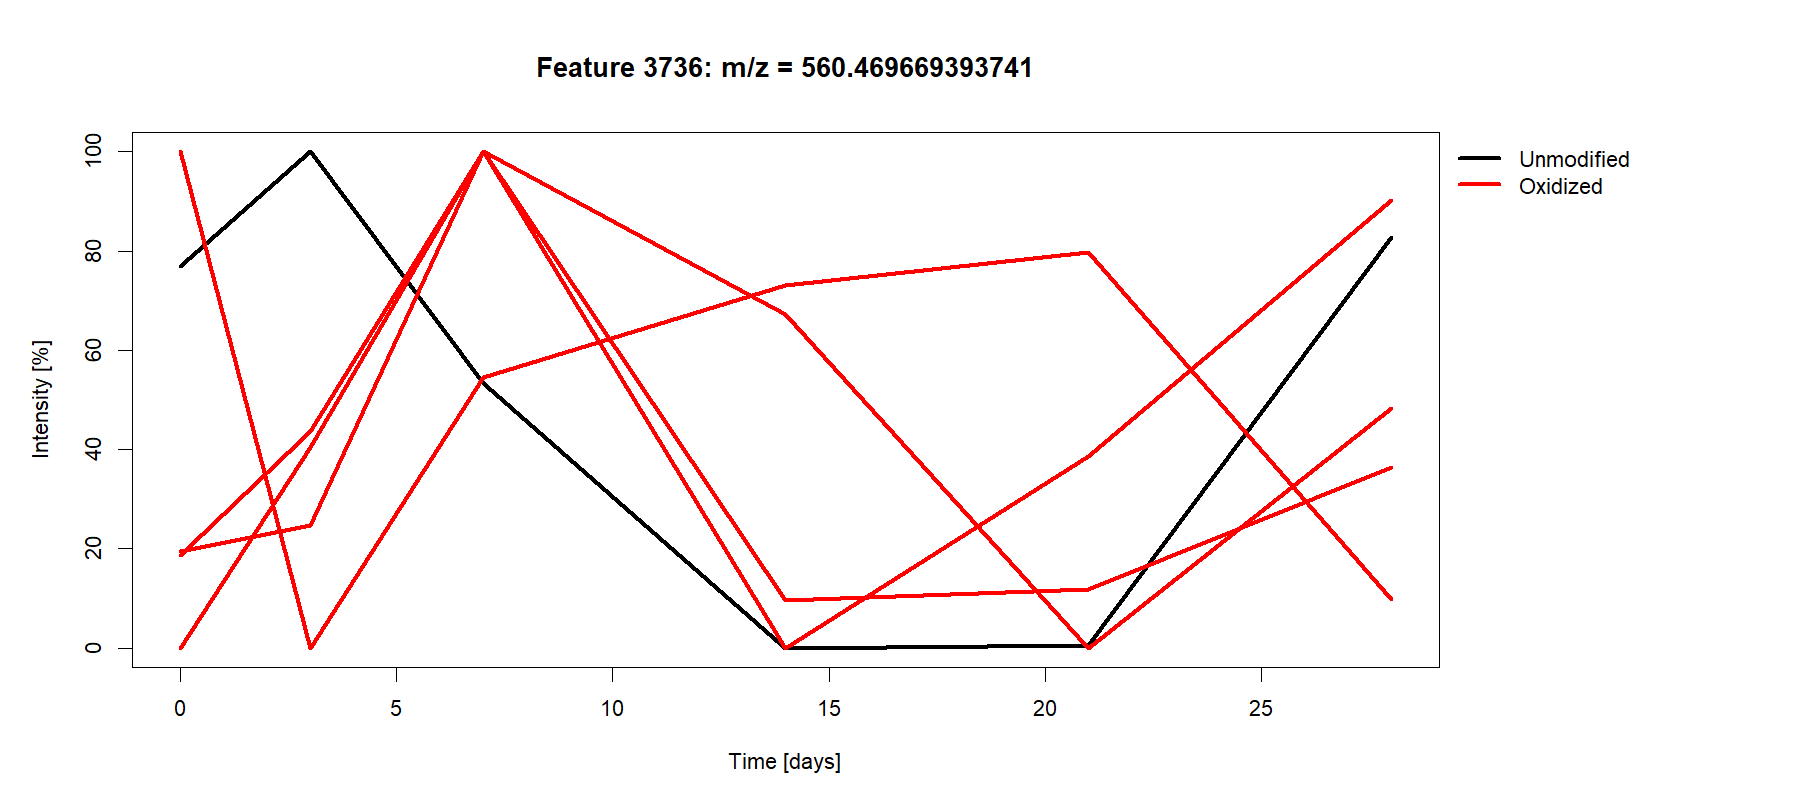 Feature 3736: m/z = 560.469669393741
Unmodified
Oxidized
Intensity [%]
100
80
60
40
20
0
0 5 10 15 20 25
Time [days]